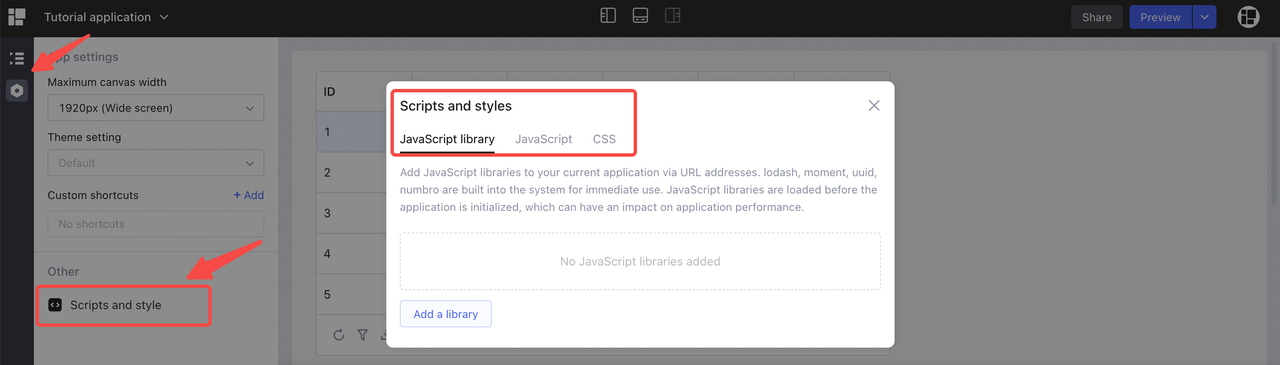 Tutorial application
Share
Preview
App settings
Maximum canvas width
1920px (Wide screen)
Theme setting
Default
Custom shortcuts
+ Add
No shortcuts
Other
Scripts and style
ID
1
2
3
4
5
Scripts and styles
JavaScript library
JavaScript
CSS
Add JavaScript libraries to your current application via URL addresses. lodash, moment, uuid,
numbro are built into the system for immediate use. JavaScript libraries are loaded before the
application is initialized, which can have an impact on application performance.
No JavaScript libraries added
Add a library